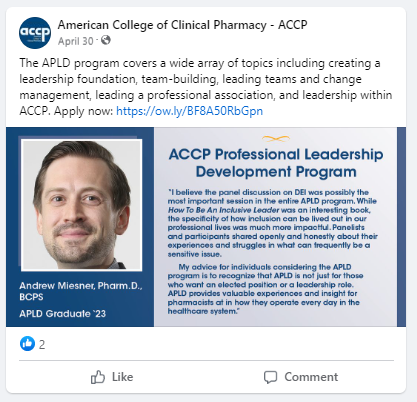 accp
American College of Clinical Pharmacy - ACCP
April 30 ·
The APLD program covers a wide array of topics including creating a
leadership foundation, team-building, leading teams and change
management, leading a professional association, and leadership within
ACCP. Apply now: https://ow.ly/BF8A50RbGpn
ACCP Professional Leadership
Development Program
"I believe the panel discussion on DEI was possibly the
most important session in the entire APLD program. While
How To Be An Inclusive Leader was an interesting book,
the specificity of how inclusion can be lived out in our
professional lives was much more impactful. Panelists
and participants shared openly and honestly about their
experiences and struggles in what can frequently be a
sensitive issue.
My advice for individuals considering the APLD
program is to recognize that APLD is not just for those
who want an elected position or a leadership role.
APLD provides valuable experiences and insight for
pharmacists at in how they operate every day in the
healthcare system."
Andrew Miesner, Pharm.D.,
BCPS
APLD Graduate '23
2
Like
Comment